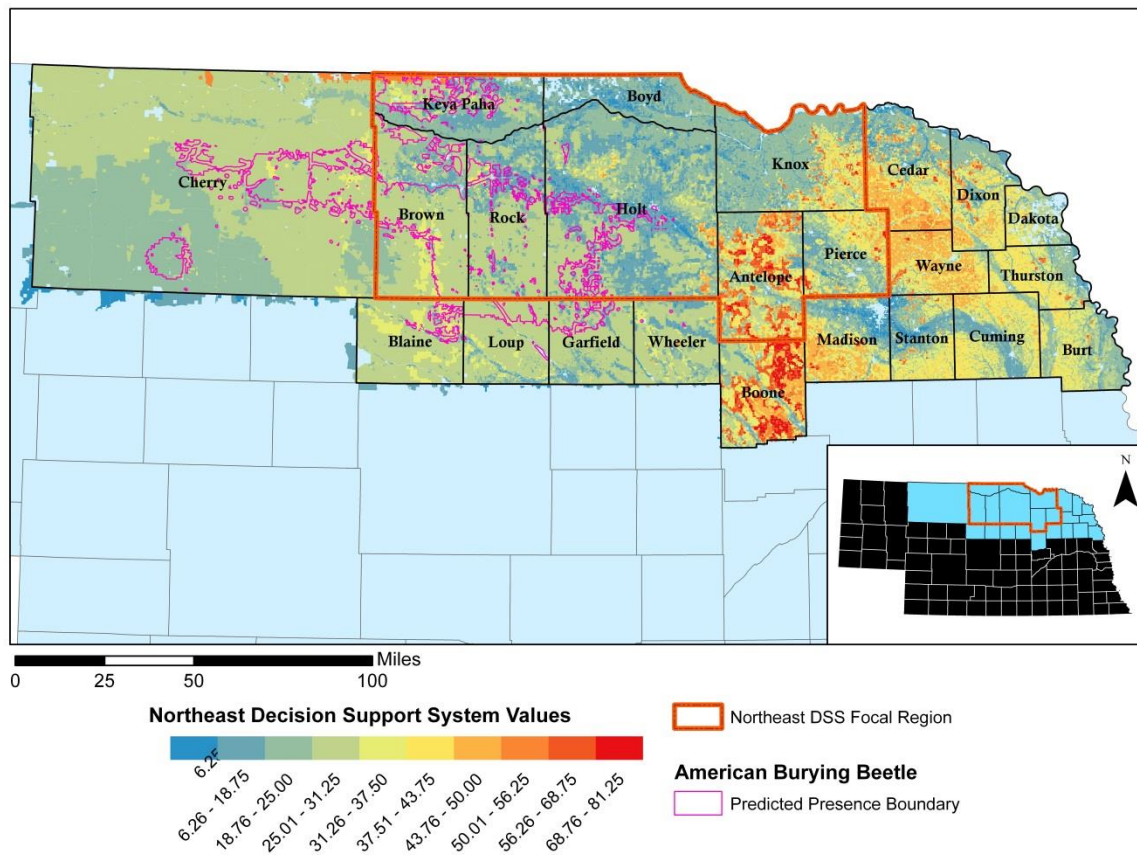 Keya Paha
Boyd
Knox
Cedar
Dixon
Dakota
Cherry
Brown
Rock
Holt
Antelope
Pierce
Wayne
Thurston
Blaine
Loup
Garfield
Wheeler
Madison
Stanton
Cuming
Burt
Boone
N
Miles
0 25 50 100
Northeast Decision Support System Values
6.25
6.26 - 18.75
18.76 - 25.00
25.01 - 31.25
31.26 - 37.50
37.51 - 43.75
43.76 - 50.00
50.01 - 56.25
56.26 - 68.75
68.76 - 81.25
Northeast DSS Focal Region
American Burying Beetle
Predicted Presence Boundary